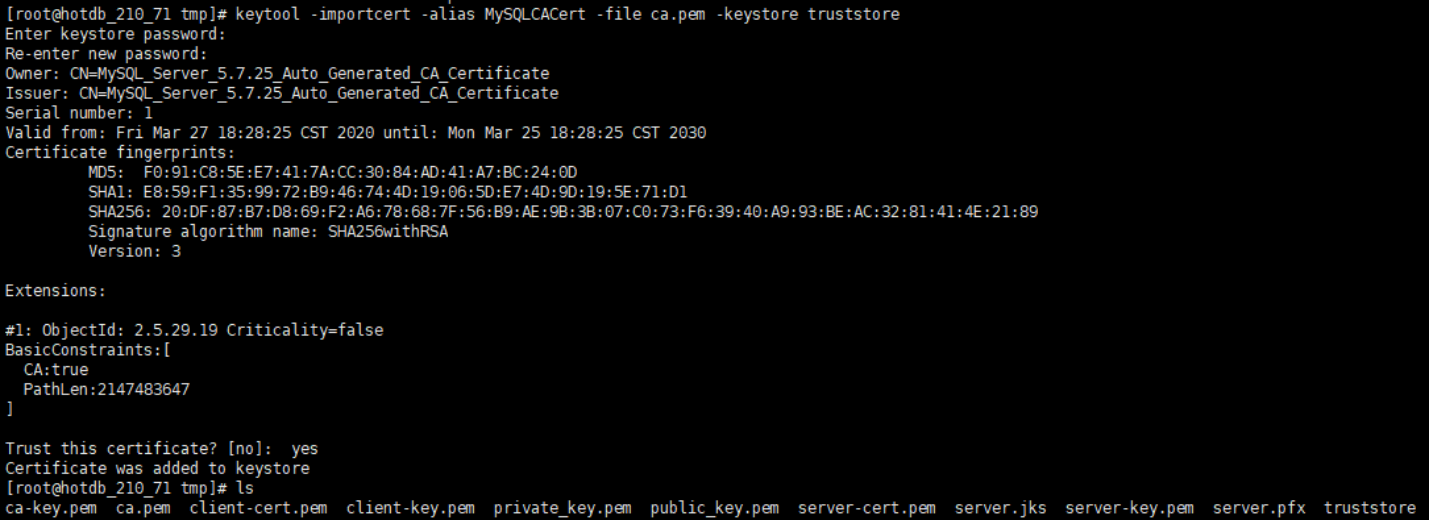 [root@hotdb_210_71 tmp]# keytool -importcert -alias MySQLCACert -file ca.pem -keystore truststore
Enter keystore password:
Re-enter new password:
Owner: CN=MySQL_Server_5.7.25_Auto_Generated_CA_Certificate
Issuer: CN=MySQL_Server_5.7.25_Auto_Generated_CA_Certificate
Serial number: 1
Valid from: Fri Mar 27 18:28:25 CST 2020 until: Mon Mar 25 18:28:25 CST 2030
Certificate fingerprints:
         MD5:  F0:91:C8:5E:E7:41:7A:CC:30:84:AD:41:A7:BC:24:0D
         SHA1: E8:59:F1:35:99:72:B9:46:74:4D:19:06:5D:E7:4D:9D:19:5E:71:D1
         SHA256: 20:DF:87:B7:D8:69:F2:A6:78:68:7F:56:B9:AE:9B:3B:07:C0:73:F6:39:40:A9:93:BE:AC:32:81:41:4E:21:89
         Signature algorithm name: SHA256withRSA
         Version: 3
Extensions:
#1: ObjectId: 2.5.29.19 Criticality=false
BasicConstraints:[
  CA:true
  PathLen:2147483647
]
Trust this certificate? [no]:  yes
Certificate was added to keystore
[root@hotdb_210_71 tmp]# ls
ca-key.pem  ca.pem  client-cert.pem  client-key.pem  private_key.pem  public_key.pem  server-cert.pem  server.jks  server-key.pem  server.pfx  truststore